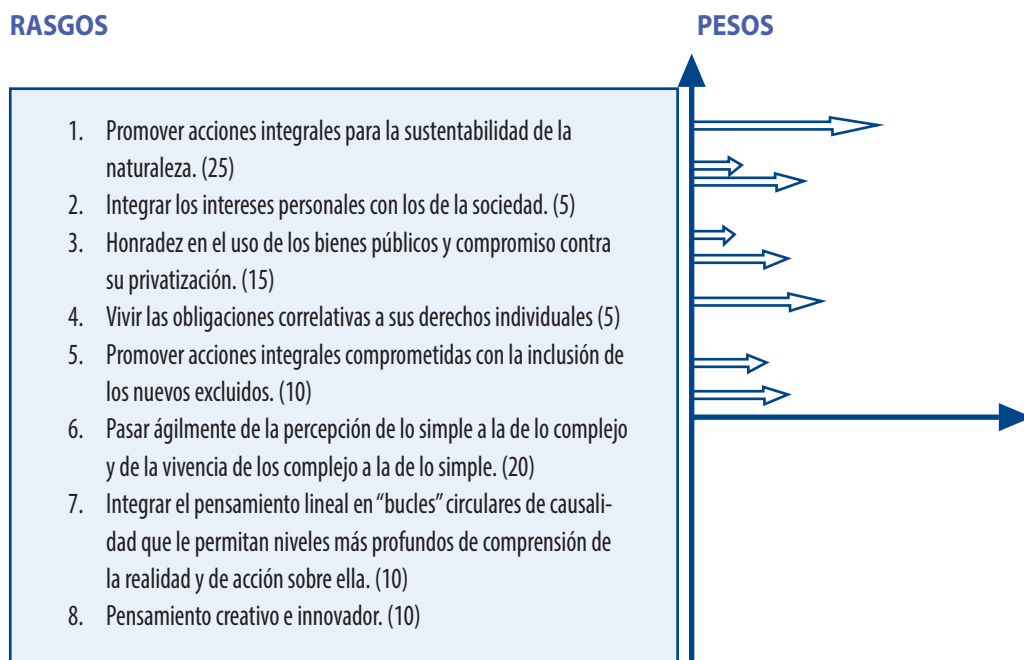 RASGOS
PESOS
1. Promover acciones integrales para la sustentabilidad de la
naturaleza. (25)
2. Integrar los intereses personales con los de la sociedad. (5)
3. Honradez en el uso de los bienes públicos y compromiso contra
su privatización. (15)
4. Vivir las obligaciones correlativas a sus derechos individuales (5)
5. Promover acciones integrales comprometidas con la inclusión de
los nuevos excluidos. (10)
6. Pasar ágilmente de la percepción de lo simple a la de lo complejo
y de la vivencia de los complejo a la de lo simple. (20)
7. Integrar el pensamiento lineal en “bucles” circulares de causali-
dad que le permitan niveles más profundos de comprensión de
la realidad y de acción sobre ella. (10)
8. Pensamiento creativo e innovador. (10)